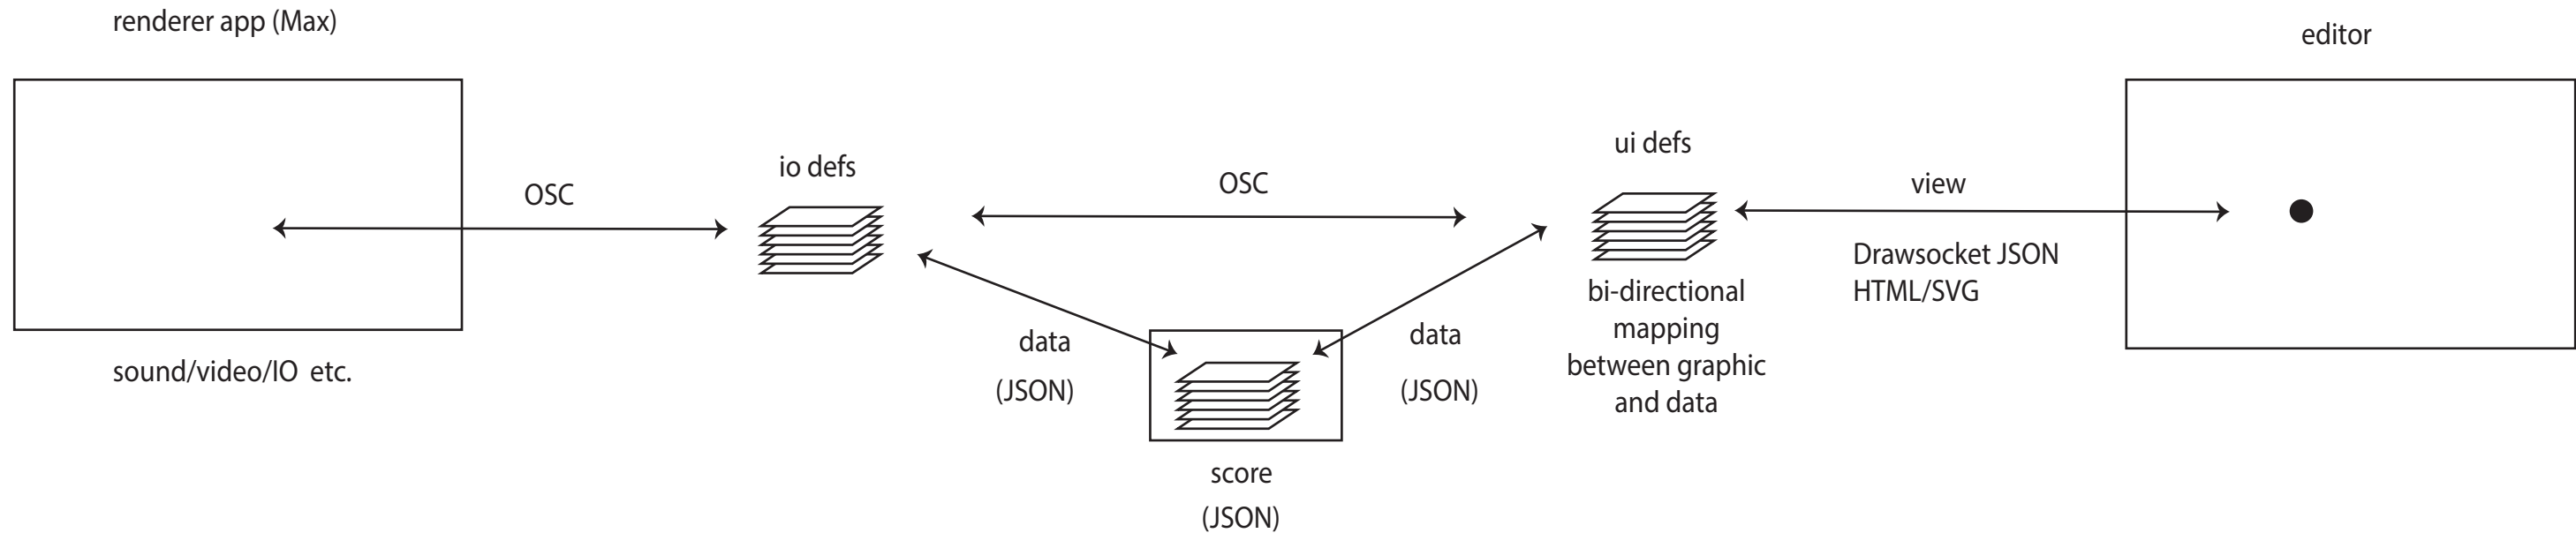 renderer app (Max)
editor
ui defs
io defs
OSC
OSC
view
Drawsocket JSON
HTML/SVG
bi-directional
mapping
between graphic
and data
data
(JSON)
data
(JSON)
sound/video/IO etc.
score
(JSON)